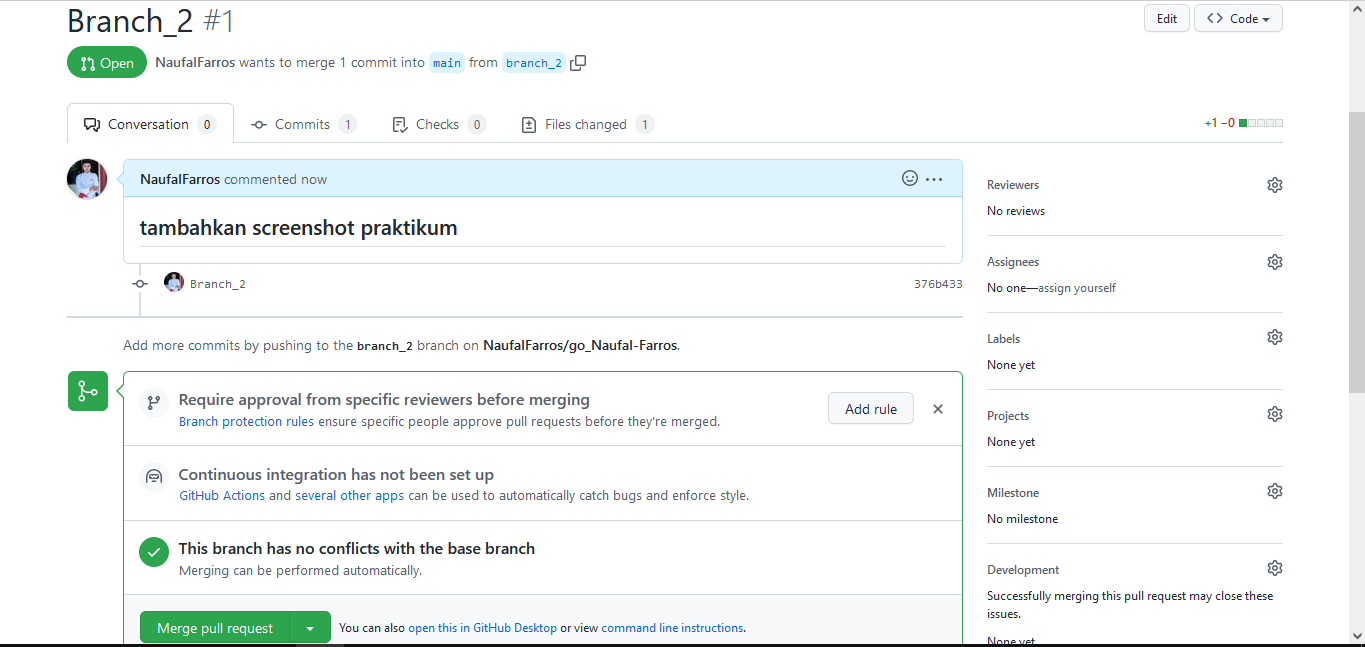 Branch_2 #1
Edit
Code
Open
NaufalFarros wants to merge 1 commit into main from branch_2
Conversation 0
Commits 1
Checks 0
Files changed 1
+1 −0
NaufalFarros commented now
tambahkan screenshot praktikum
Branch_2
376b433
Add more commits by pushing to the branch_2 branch on NaufalFarros/go_Naufal-Farros.
Require approval from specific reviewers before merging
Branch protection rules ensure specific people approve pull requests before they're merged.
Add rule
Continuous integration has not been set up
GitHub Actions and several other apps can be used to automatically catch bugs and enforce style.
This branch has no conflicts with the base branch
Merging can be performed automatically.
Merge pull request
You can also open this in GitHub Desktop or view command line instructions.
Reviewers
No reviews
Assignees
No one—assign yourself
Labels
None yet
Projects
None yet
Milestone
No milestone
Development
Successfully merging this pull request may close these
issues.
None yet